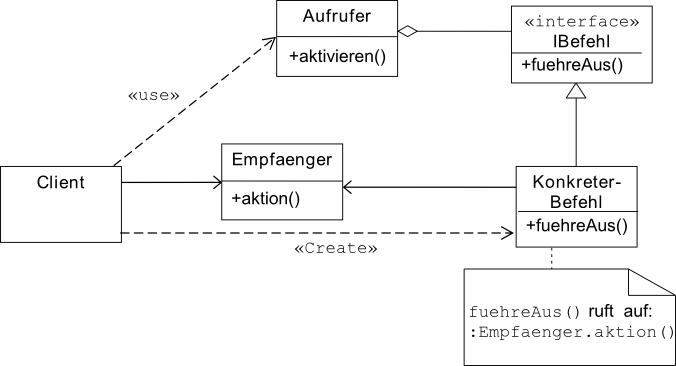 Aufrufer
+aktivieren()
«interface»
IBefehl
+fuehreAus()
«use»
Client
Empfaenger
+aktion()
Konkreter-
Befehl
+fuehreAus()
«Create»
fuehreAus() ruft auf:
:Empfaenger.aktion()